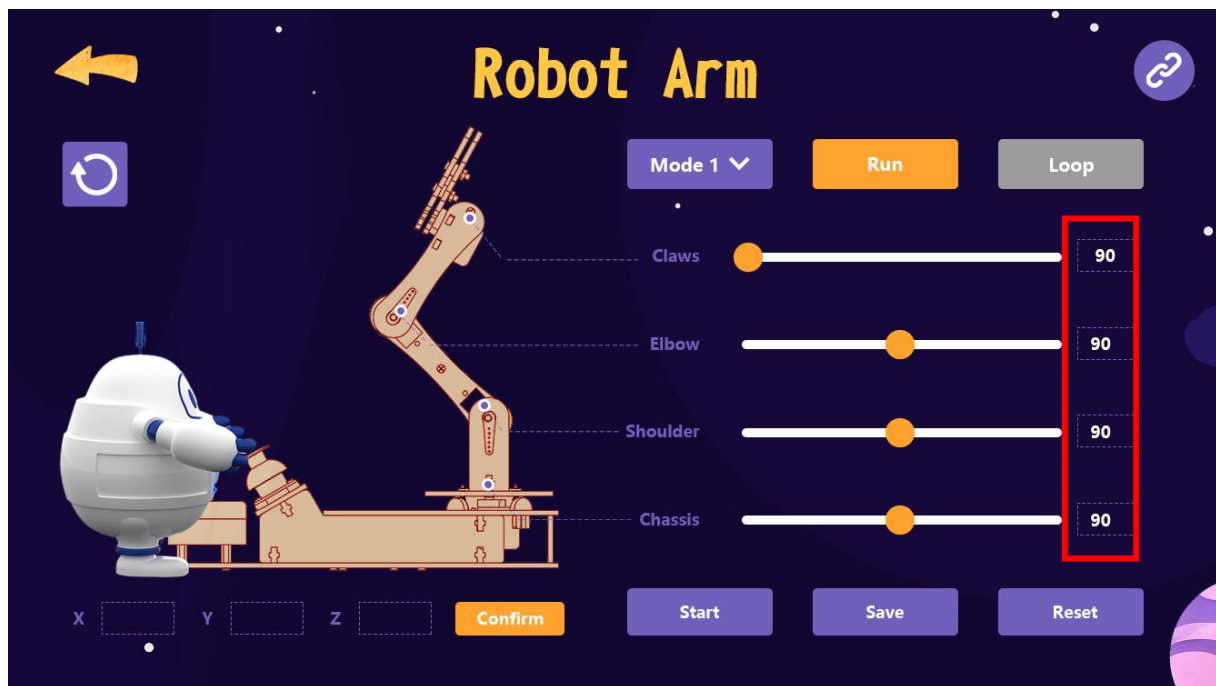 Robot Arm
Mode 1
Run
Loop
Claws
90
Elbow
90
Shoulder
90
Chassis
90
X
Y
Z
Confirm
Start
Save
Reset